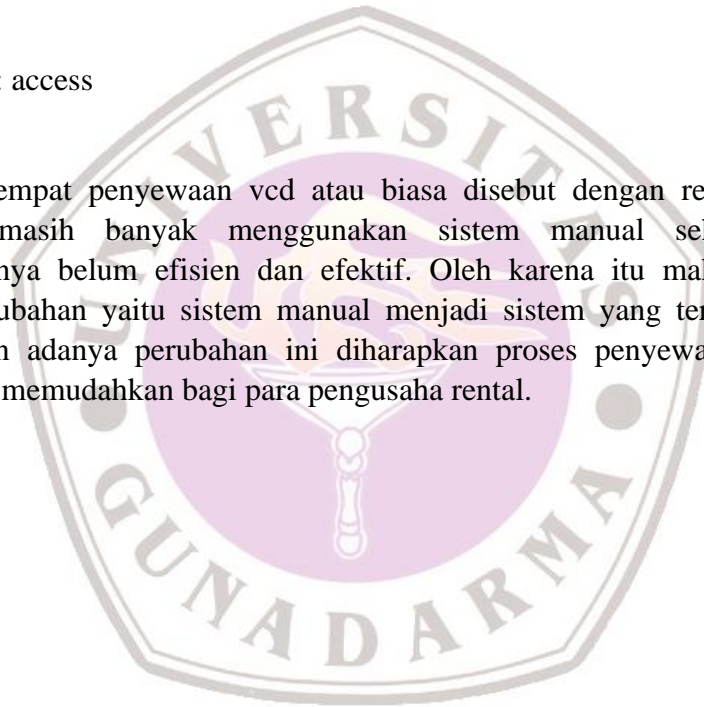 : access
empat penyewaan vcd atau biasa disebut dengan re
masih banyak menggunakan sistem manual sel
nya belum efisien dan efektif. Oleh karena itu mal
ubahan yaitu sistem manual menjadi sistem yang ter
n adanya perubahan ini diharapkan proses penyewa
memudahkan bagi para pengusaha rental.
UNIVERSITAS
GUNADARMA